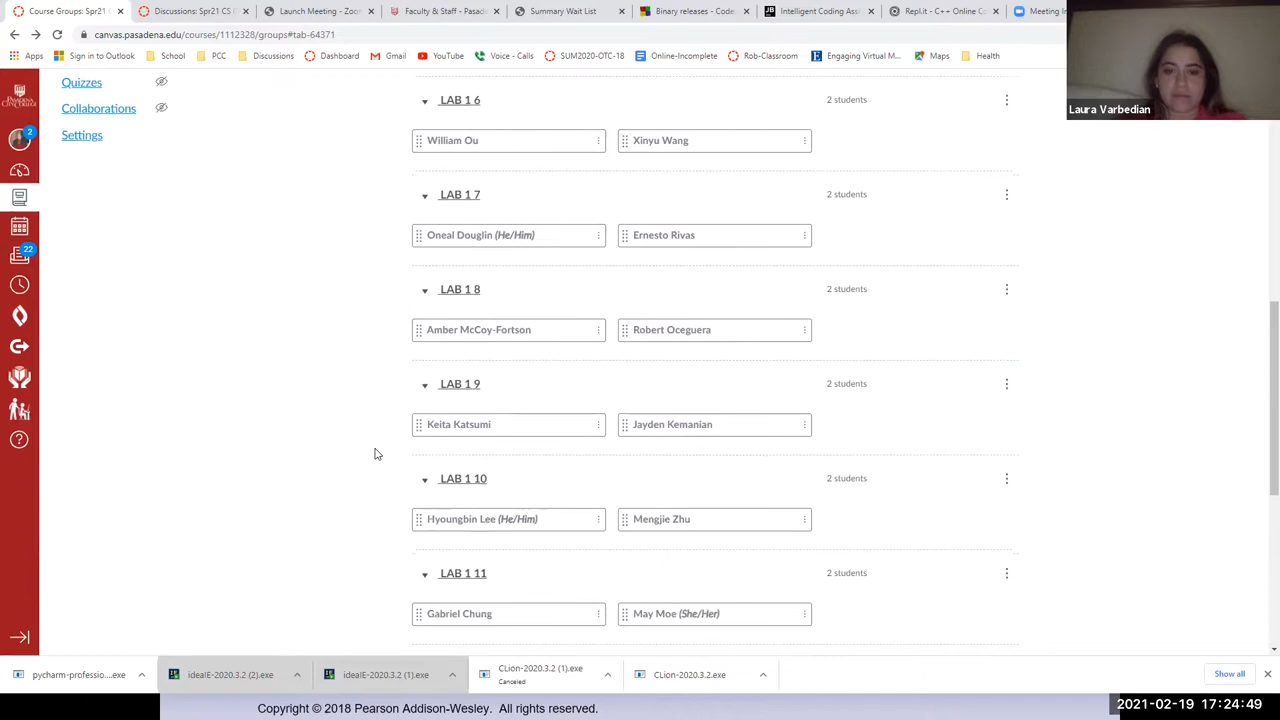 Course Groups: Spr21 CS
Discussions: Spr21 CS C
Launch Meeting - Zoom
Faculty & Staff - Pasade
Summary Wait List
Binary releases - Code:
Intelligent Coding Assi
Repl.it - C++ Online Co
Meeting In
canvas.pasadena.edu/courses/1112328/groups#tab-64371
Apps
Sign in to Outlook
School
PCC
Discussions
Dashboard
Gmail
YouTube
Voice - Calls
SUM2020-OTC-18
Online-Incomplete
Rob-Classroom
Engaging Virtual M...
Maps
Health
Laura Varbedian
PASADENA
CITY COLLEGE
2
22
Quizzes
Collaborations
Settings
LAB 1 6
2 students
William Ou
Xinyu Wang
LAB 1 7
2 students
Oneal Douglin (He/Him)
Ernesto Rivas
LAB 1 8
2 students
Amber McCoy-Fortson
Robert Oceguera
LAB 1 9
2 students
Keita Katsumi
Jayden Kemanian
LAB 1 10
2 students
Hyoungbin Lee (He/Him)
Mengjie Zhu
LAB 1 11
2 students
Gabriel Chung
May Moe (She/Her)
pycharm-professio....exe
ideaIE-2020.3.2 (2).exe
ideaIE-2020.3.2 (1).exe
CLion-2020.3.2 (1).exe
Canceled
CLion-2020.3.2.exe
Show all
Copyright © 2018 Pearson Addison-Wesley. All rights reserved.
2021-02-19 17:24:49